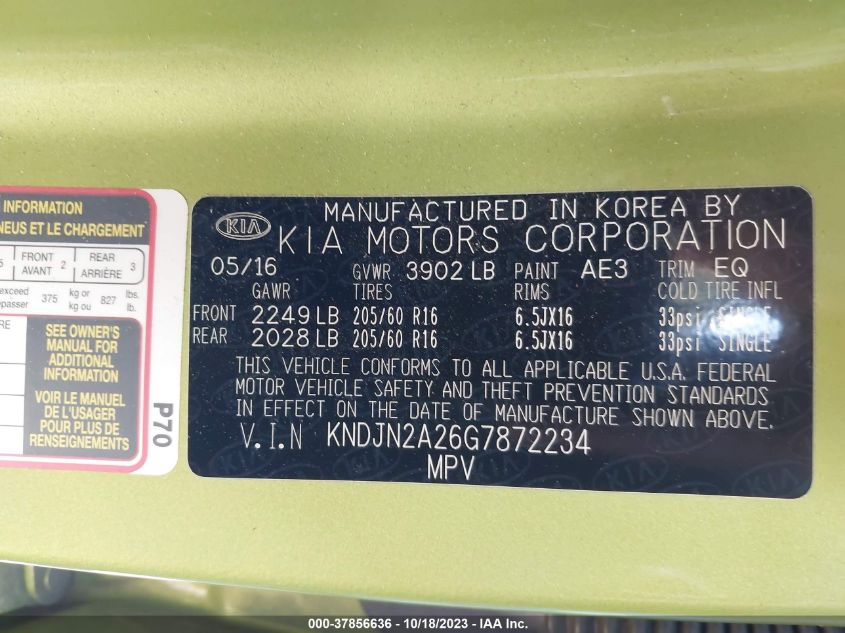 INFORMATION
NEUS ET LE CHARGEMENT
5 FRONT AVANT 2 REAR ARRIÈRE 3
exceed 375 kg or kg ou 827 lbs. lb.
SEE OWNER'S
MANUAL FOR
ADDITIONAL
INFORMATION
VOIR LE MANUEL
DE L'USAGER
POUR PLUS DE
RENSEIGNEMENTS
P70
KIA
MANUFACTURED IN KOREA BY
KIA MOTORS CORPORATION
05/16 GVWR 3902 LB PAINT AE3 TRIM EQ
GAWR TIRES RIMS COLD TIRE INFL
FRONT 2249 LB 205/60 R16 6.5JX16 33psi SINGLE
REAR 2028 LB 205/60 R16 6.5JX16 33psi SINGLE
THIS VEHICLE CONFORMS TO ALL APPLICABLE U.S.A. FEDERAL
MOTOR VEHICLE SAFETY AND THEFT PREVENTION STANDARDS
IN EFFECT ON THE DATE OF MANUFACTURE SHOWN ABOVE.
V.I.N KNDJN2A26G7872234
MPV
000-37856636 - 10/18/2023 - IAA Inc.